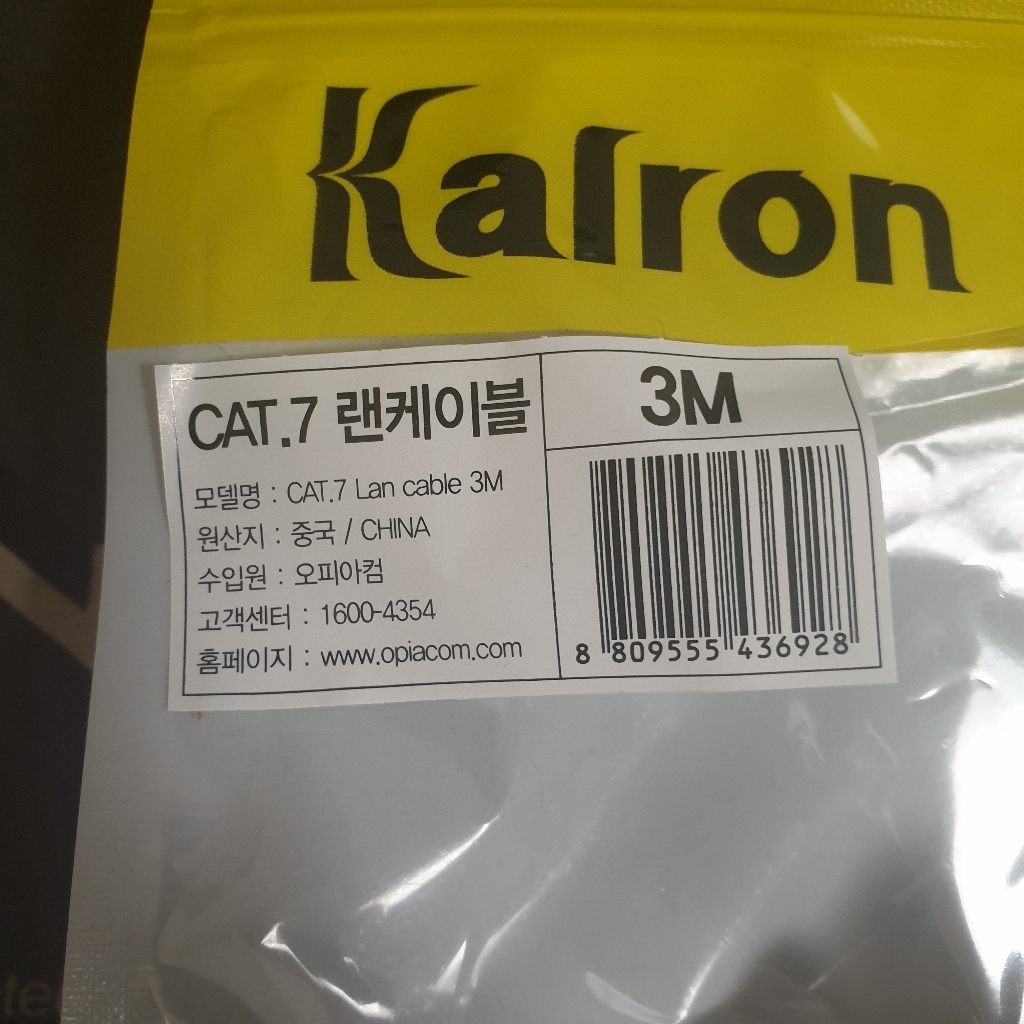 Kalron
CAT.7 랜케이블
3M
모델명 : CAT.7 Lan cable 3M
원산지 : 중국 / CHINA
수입원 : 오피아컴
고객센터 : 1600-4354
홈페이지 : www.opiacom.com
8 809555 436928